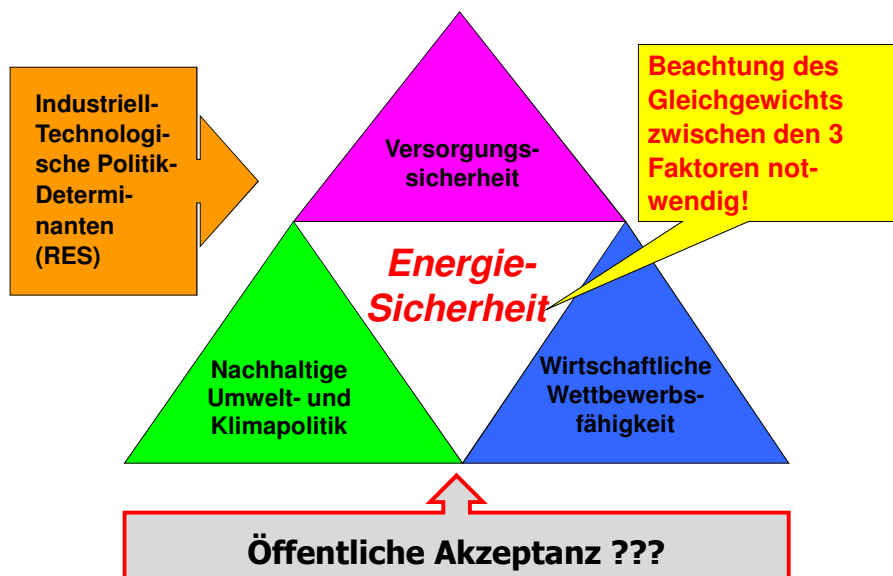 Industriell-
Technologi-
sche Politik-
Determi-
nanten
(RES)
Versorgungs-
sicherheit
Beachtung des
Gleichgewichts
zwischen den 3
Faktoren not-
wendig!
Energie-
Sicherheit
Nachhaltige
Umwelt- und
Klimapolitik
Wirtschaftliche
Wettbewerbs-
fähigkeit
Öffentliche Akzeptanz ???